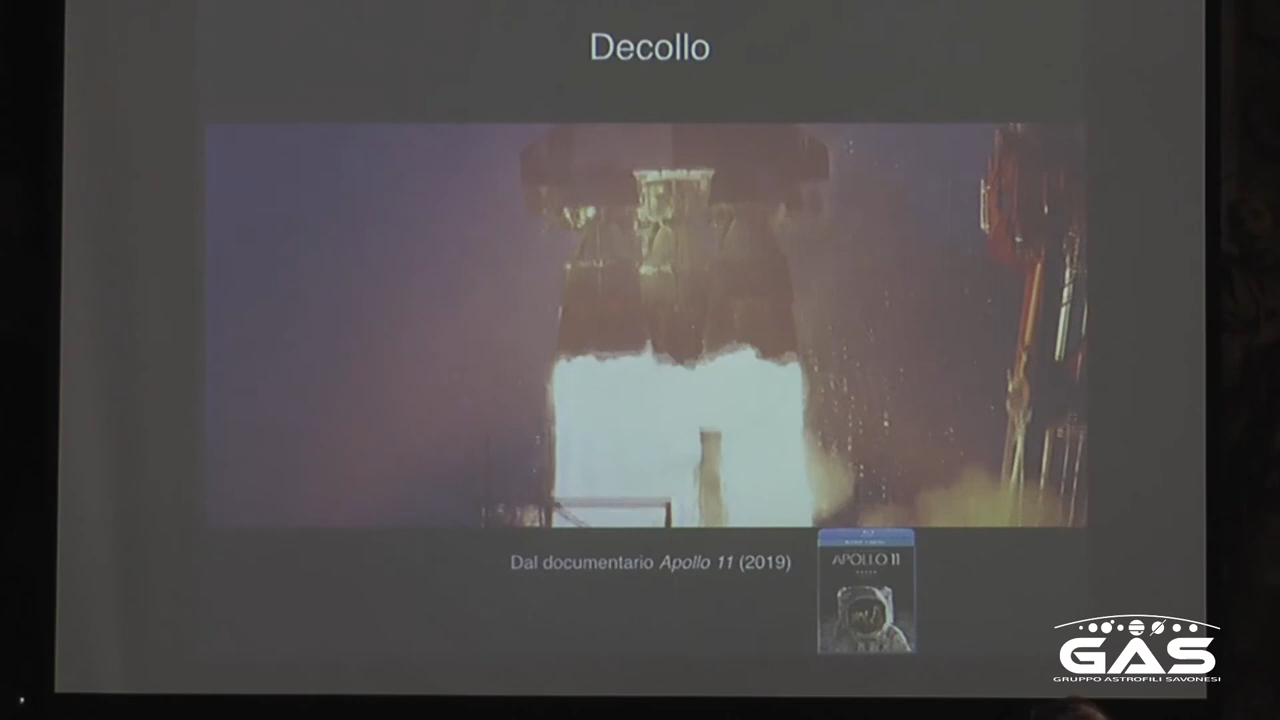 Decollo
Dal documentario Apollo 11 (2019)
APOLLO 11
GAS
GRUPPO ASTROFILI SAVONESI